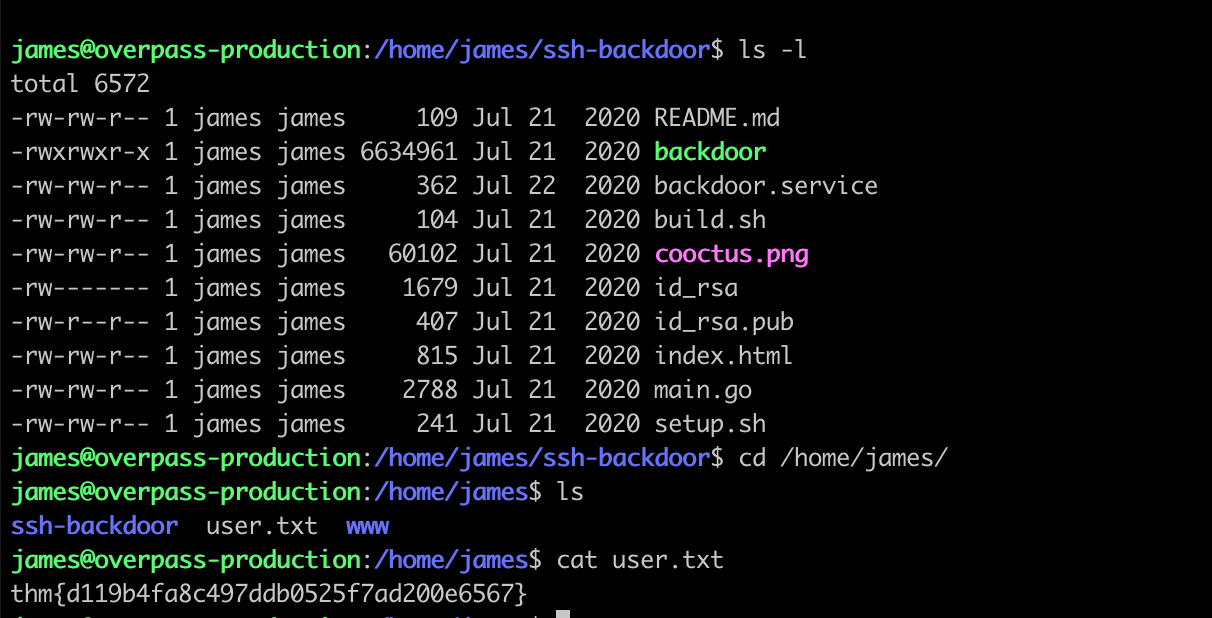 james@overpass-production:/home/james/ssh-backdoor$ ls -l
total 6572
-rw-rw-r-- 1 james james     109 Jul 21  2020 README.md
-rwxrwxr-x 1 james james 6634961 Jul 21  2020 backdoor
-rw-rw-r-- 1 james james     362 Jul 22  2020 backdoor.service
-rw-rw-r-- 1 james james     104 Jul 21  2020 build.sh
-rw-rw-r-- 1 james james   60102 Jul 21  2020 cooctus.png
-rw------- 1 james james    1679 Jul 21  2020 id_rsa
-rw-r--r-- 1 james james     407 Jul 21  2020 id_rsa.pub
-rw-rw-r-- 1 james james     815 Jul 21  2020 index.html
-rw-rw-r-- 1 james james    2788 Jul 21  2020 main.go
-rw-rw-r-- 1 james james     241 Jul 21  2020 setup.sh
james@overpass-production:/home/james/ssh-backdoor$ cd /home/james/
james@overpass-production:/home/james$ ls
ssh-backdoor  user.txt  www
james@overpass-production:/home/james$ cat user.txt
thm{d119b4fa8c497ddb0525f7ad200e6567}